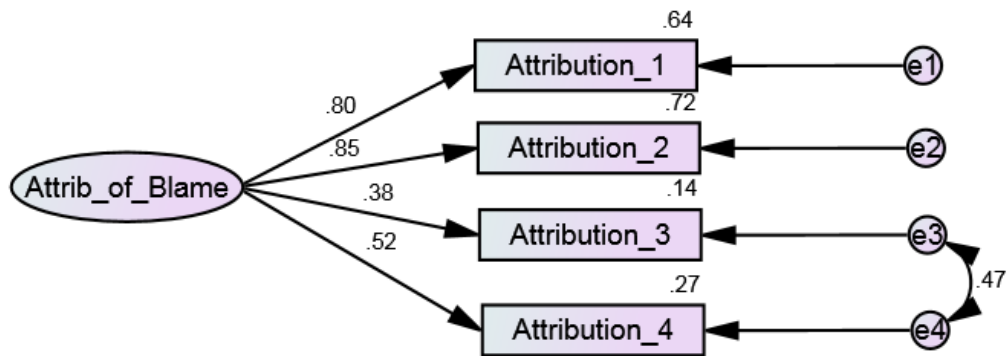 .64
Attribution_1
e1
.80
.72
.85
Attribution_2
e2
Attrib_of_Blame
.14
.38
Attribution_3
e3
.52
.27
.47
Attribution_4
e4